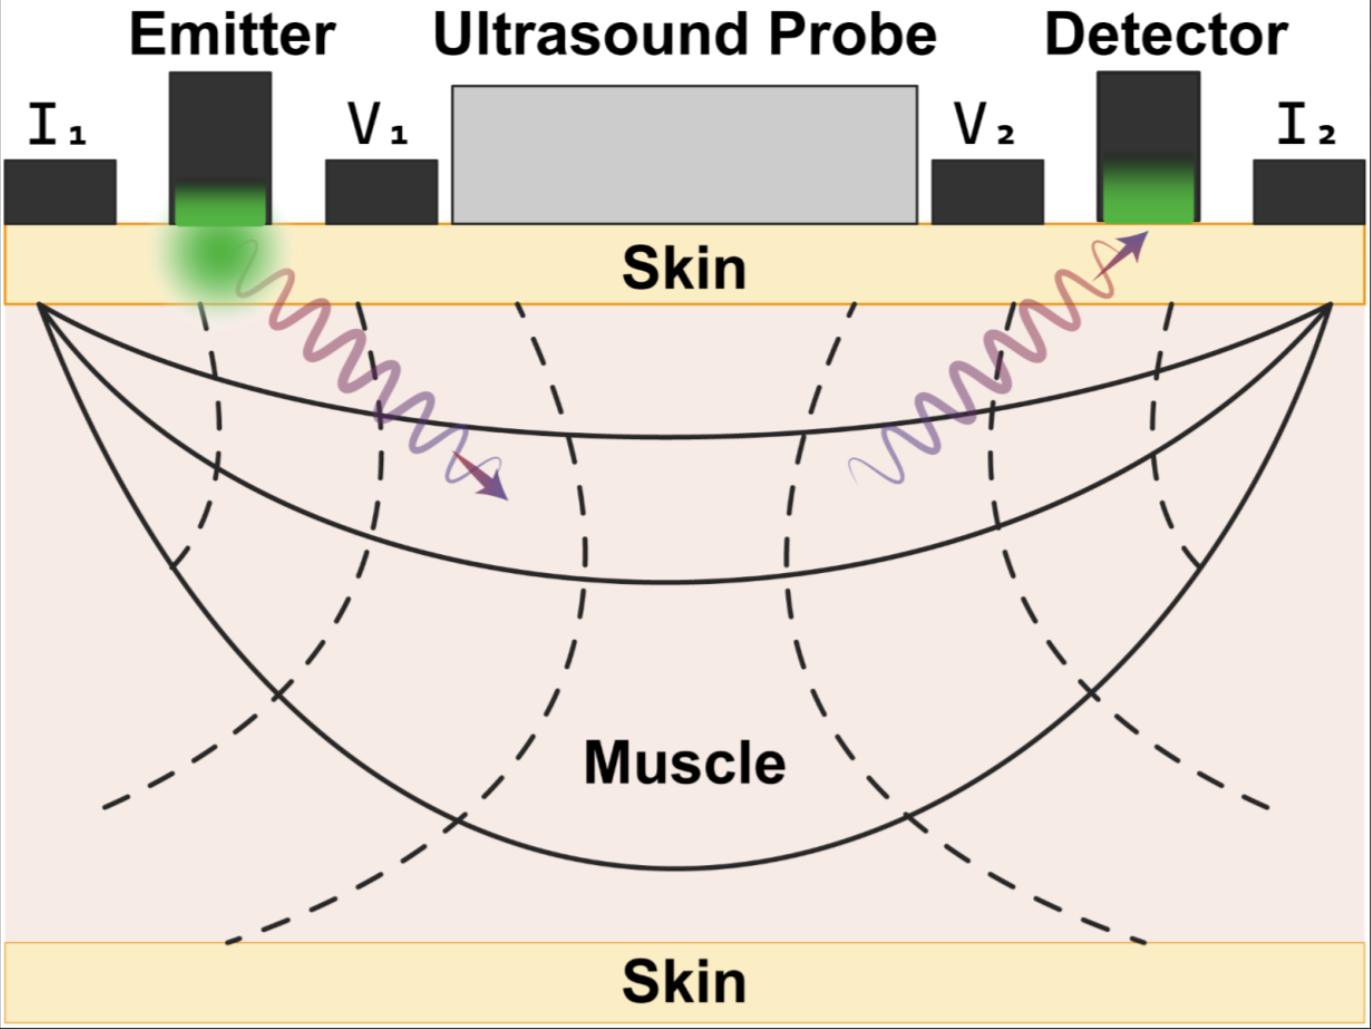 Emitter
Ultrasound Probe
Detector
I₁
V₁
V₂
I₂
Skin
Muscle
Skin